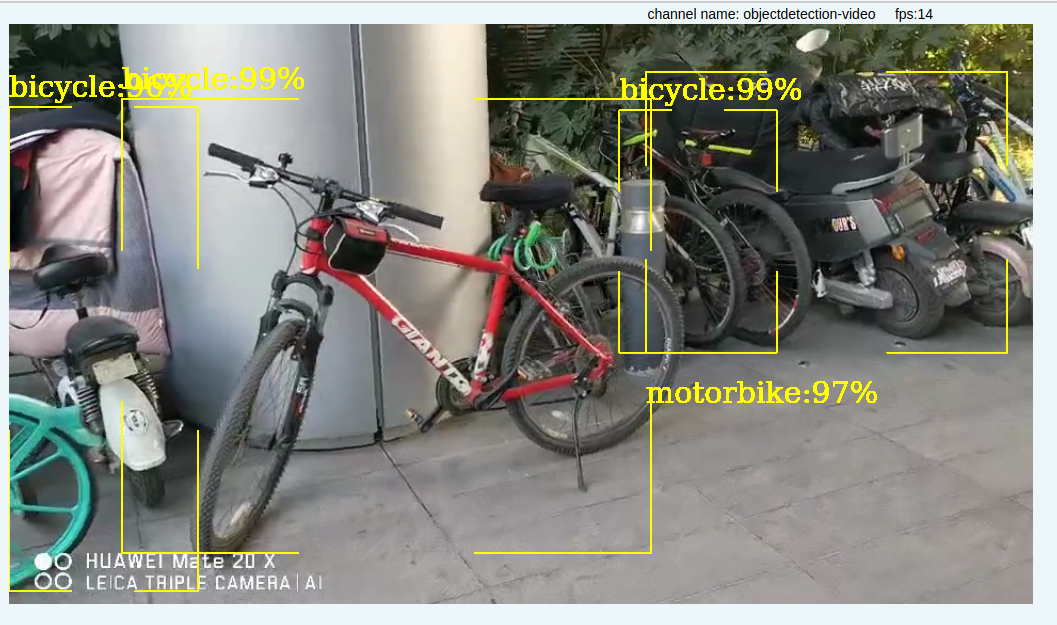 channel name: objectdetection-video fps:14
bicycle:96%
bicycle:99%
bicycle:99%
OUR'S
GIANT
motorbike:97%
HUAWEI Mate 20 X
LEICA TRIPLE CAMERA | AI